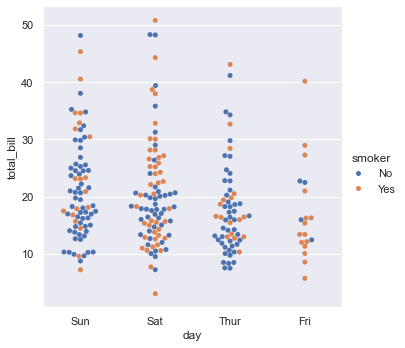 50
40
30
20
10
total_bill
Sun Sat Thur Fri
day
smoker
No
Yes